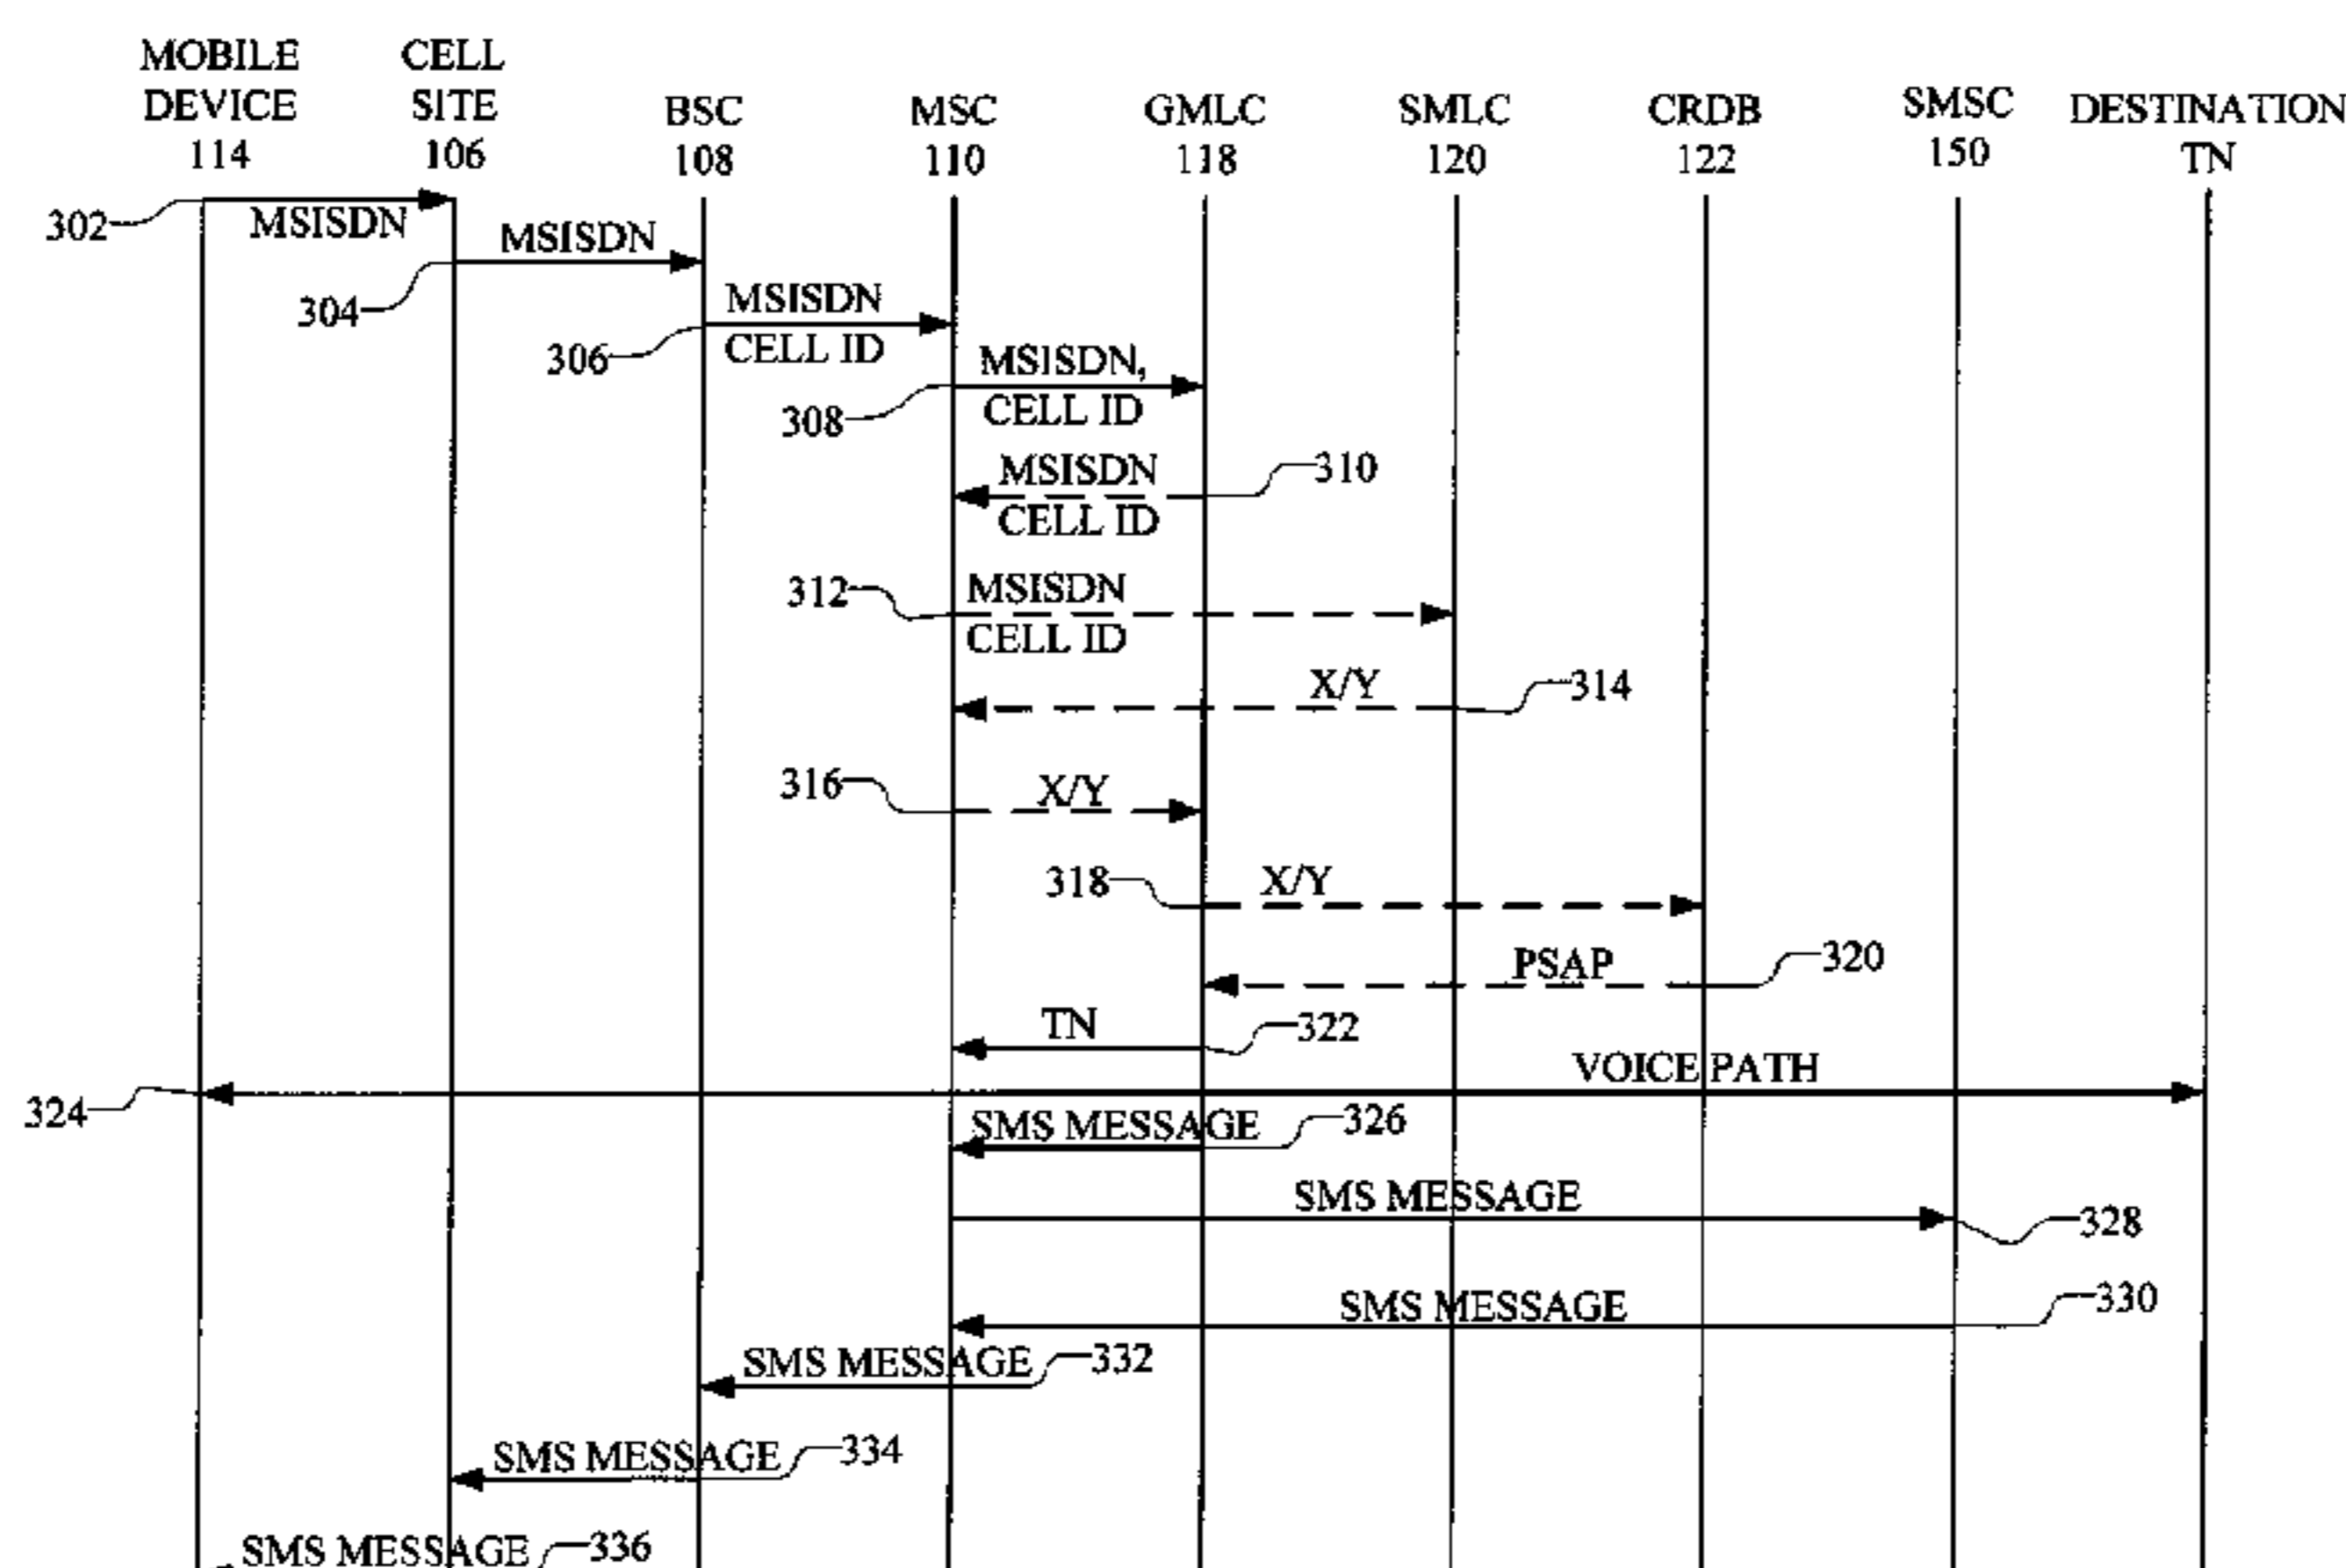 MOBILE DEVICE 114
CELL SITE 106
BSC 108
MSC 110
GMLC 118
SMLC 120
CRDB 122
SMSC 150
DESTINATION TN
302
MSISDN
MSISDN
304
MSISDN
CELL ID
306
MSISDN,
CELL ID
308
MSISDN
CELL ID
310
312
MSISDN
CELL ID
X/Y
314
316
X/Y
318
X/Y
PSAP
320
TN
322
VOICE PATH
324
SMS MESSAGE
326
SMS MESSAGE
328
SMS MESSAGE
330
SMS MESSAGE
332
SMS MESSAGE
334
SMS MESSAGE
336